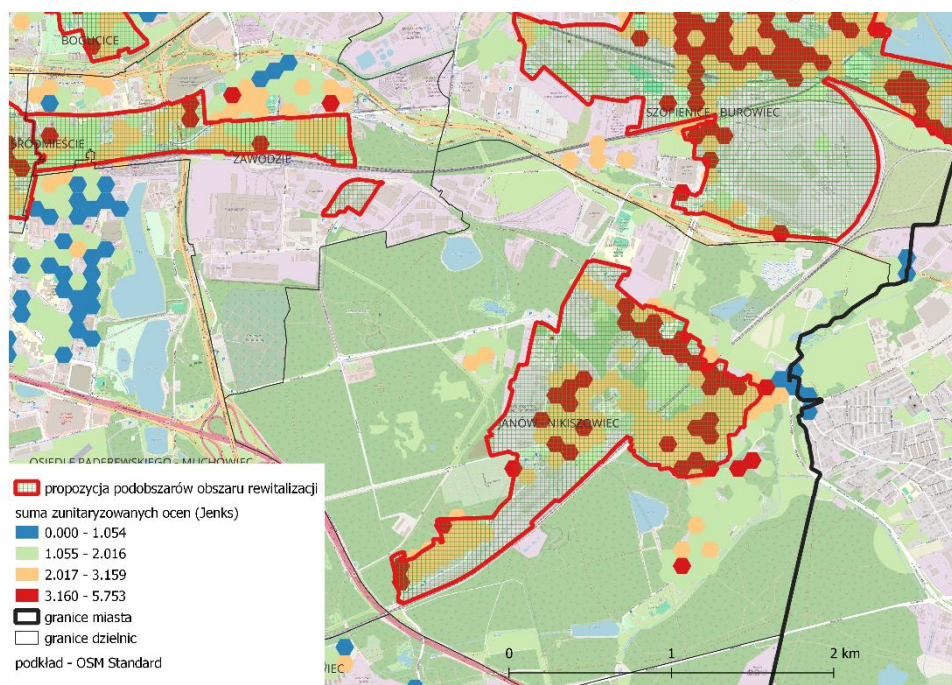 BOGUCICE
SZOPIENICE - BUROWIEC
ŚRÓDMIEŚCIE
ZAWODZIE
JANÓW - NIKISZOWIEC
OSIEDLE PADEREWSKIEGO - MUCHOWIEC
propozycja podobszarów obszaru rewitalizacji
suma zunitaryzowanych ocen (Jenks)
0.000 - 1.054
1.055 - 2.016
2.017 - 3.159
3.160 - 5.753
granice miasta
granice dzielnic
podkład - OSM Standard
WIEC
0 1 2 km